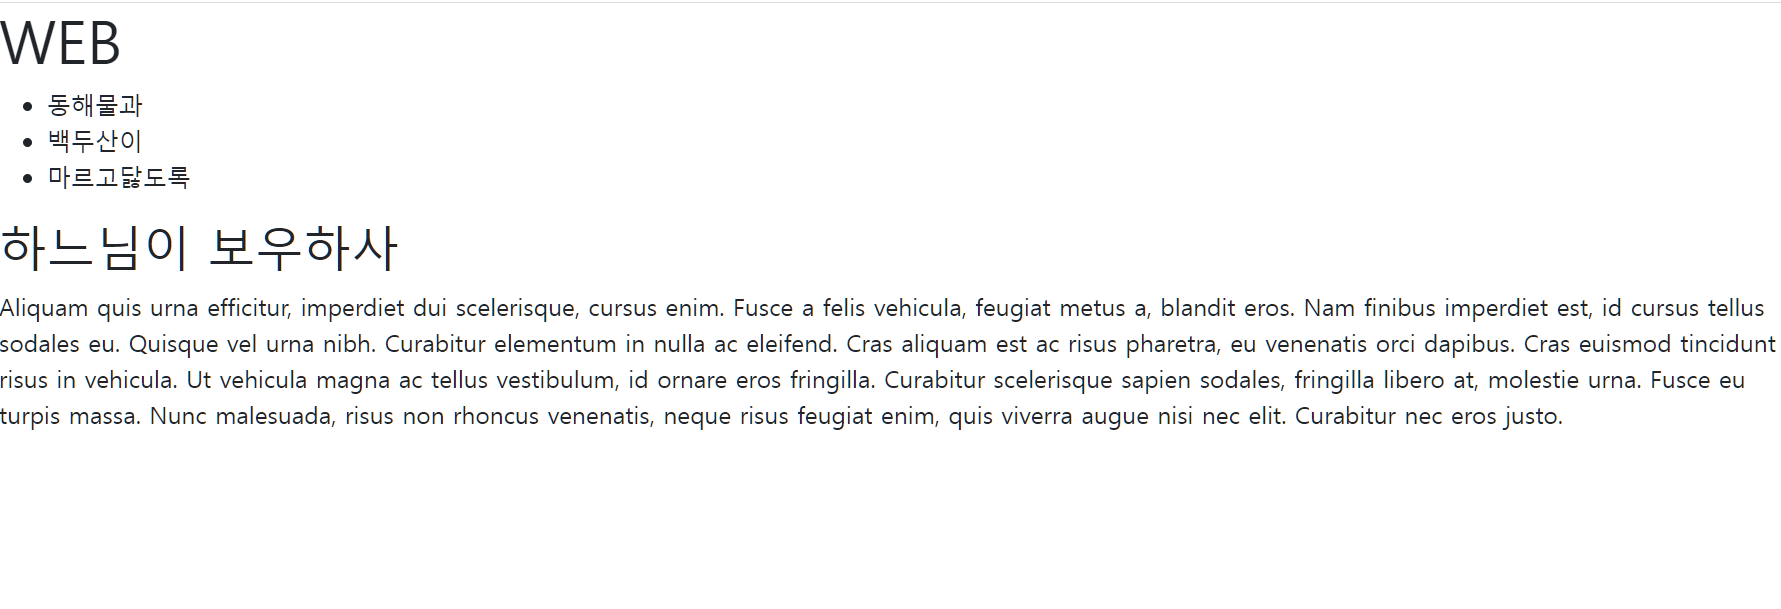 WEB
동해물과
백두산이
마르고닳도록
하느님이 보우하사
Aliquam quis urna efficitur, imperdiet dui scelerisque, cursus enim. Fusce a felis vehicula, feugiat metus a, blandit eros. Nam finibus imperdiet est, id cursus tellus
sodales eu. Quisque vel urna nibh. Curabitur elementum in nulla ac eleifend. Cras aliquam est ac risus pharetra, eu venenatis orci dapibus. Cras euismod tincidunt
risus in vehicula. Ut vehicula magna ac tellus vestibulum, id ornare eros fringilla. Curabitur scelerisque sapien sodales, fringilla libero at, molestie urna. Fusce eu
turpis massa. Nunc malesuada, risus non rhoncus venenatis, neque risus feugiat enim, quis viverra augue nisi nec elit. Curabitur nec eros justo.